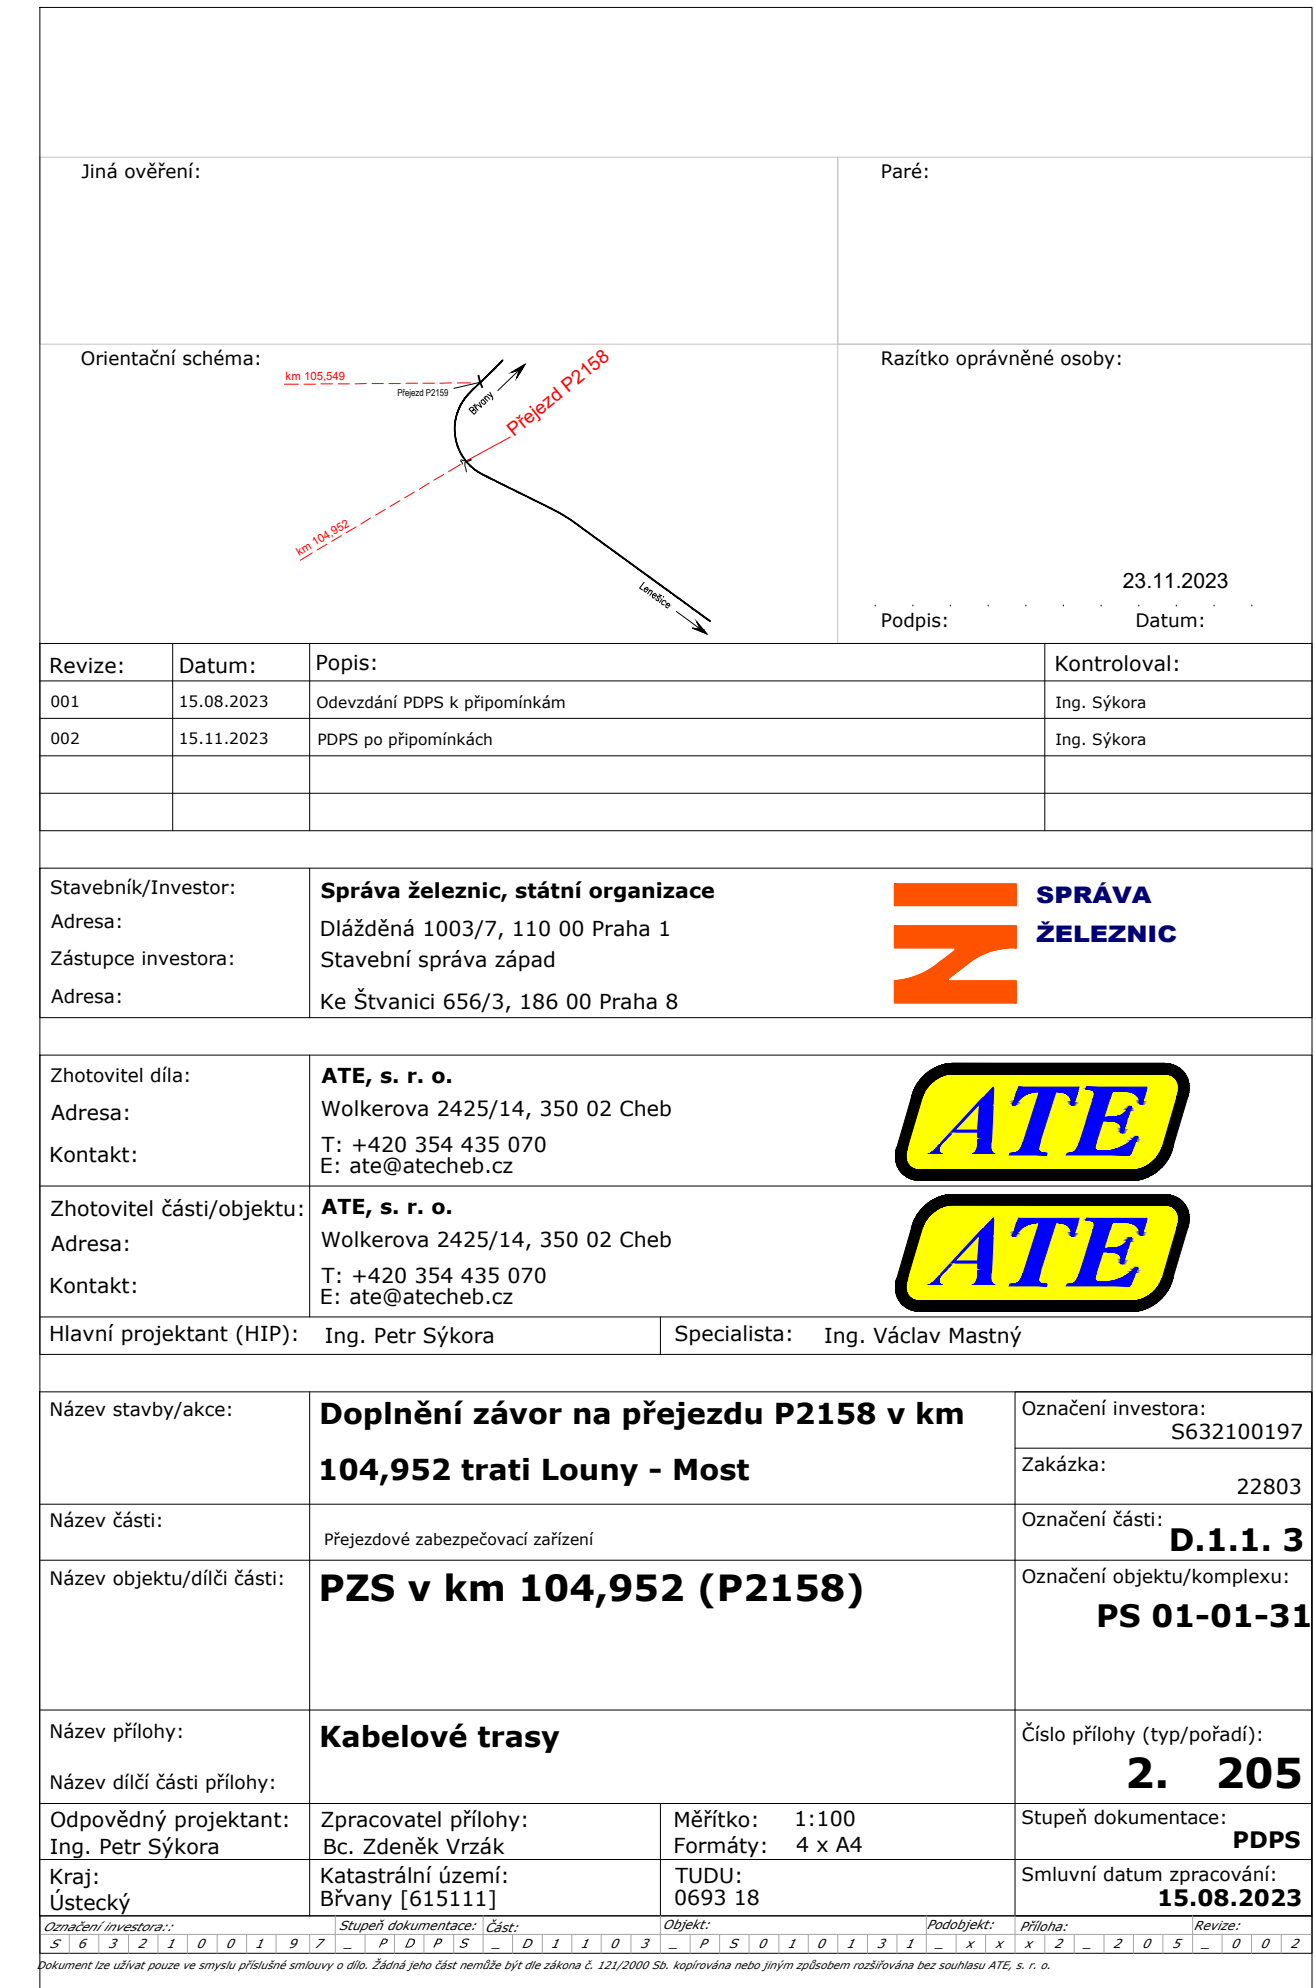 Jiná ověření:
Paré:
Orientační schéma:
Razítko oprávněné osoby:
km 105,549
Přejezd P2159
Břvany
Přejezd P2158
km 104,952
Lenešice
23.11.2023
Podpis:
Datum:
Revize: Datum: Popis: Kontroloval:
001 15.08.2023 Odevzdání PDPS k připomínkám Ing. Sýkora
002 15.11.2023 PDPS po připomínkách Ing. Sýkora
Stavebník/Investor: Správa železnic, státní organizace
Adresa: Dlážděná 1003/7, 110 00 Praha 1
Zástupce investora: Stavební správa západ
Adresa: Ke Štvanici 656/3, 186 00 Praha 8
SPRÁVA
ŽELEZNIC
Zhotovitel díla: ATE, s. r. o.
Adresa: Wolkerova 2425/14, 350 02 Cheb
Kontakt: T: +420 354 435 070
E: ate@atecheb.cz
ATE
Zhotovitel části/objektu: ATE, s. r. o.
Adresa: Wolkerova 2425/14, 350 02 Cheb
Kontakt: T: +420 354 435 070
E: ate@atecheb.cz
ATE
Hlavní projektant (HIP): Ing. Petr Sýkora Specialista: Ing. Václav Mastný
Název stavby/akce: Doplnění závor na přejezdu P2158 v km
104,952 trati Louny - Most
Označení investora:
S632100197
Zakázka:
22803
Název části: Přejezdové zabezpečovací zařízení
Označení části: D.1.1. 3
Název objektu/dílči části: PZS v km 104,952 (P2158)
Označení objektu/komplexu:
PS 01-01-31
Název přílohy: Kabelové trasy
Název dílčí části přílohy:
Číslo přílohy (typ/pořadí):
2. 205
Odpovědný projektant: Zpracovatel přílohy: Měřítko: 1:100 Stupeň dokumentace:
Ing. Petr Sýkora Bc. Zdeněk Vrzák Formáty: 4 x A4 PDPS
Kraj: Katastrální území: TUDU: Smluvní datum zpracování:
Ústecký Břvany [615111] 0693 18 15.08.2023
Označení investora:: Stupeň dokumentace: Část: Objekt: Podobjekt: Příloha: Revize:
S 6 3 2 1 0 0 1 9 7 _ P D P S _ D 1 1 0 3 _ P S 0 1 0 1 3 1 _ x x x 2 _ 2 0 5 _ 0 0 2
Dokument lze užívat pouze ve smyslu příslušné smlouvy o dílo. Žádná jeho část nemůže být dle zákona č. 121/2000 Sb. kopírována nebo jiným způsobem rozšiřována bez souhlasu ATE, s. r. o.